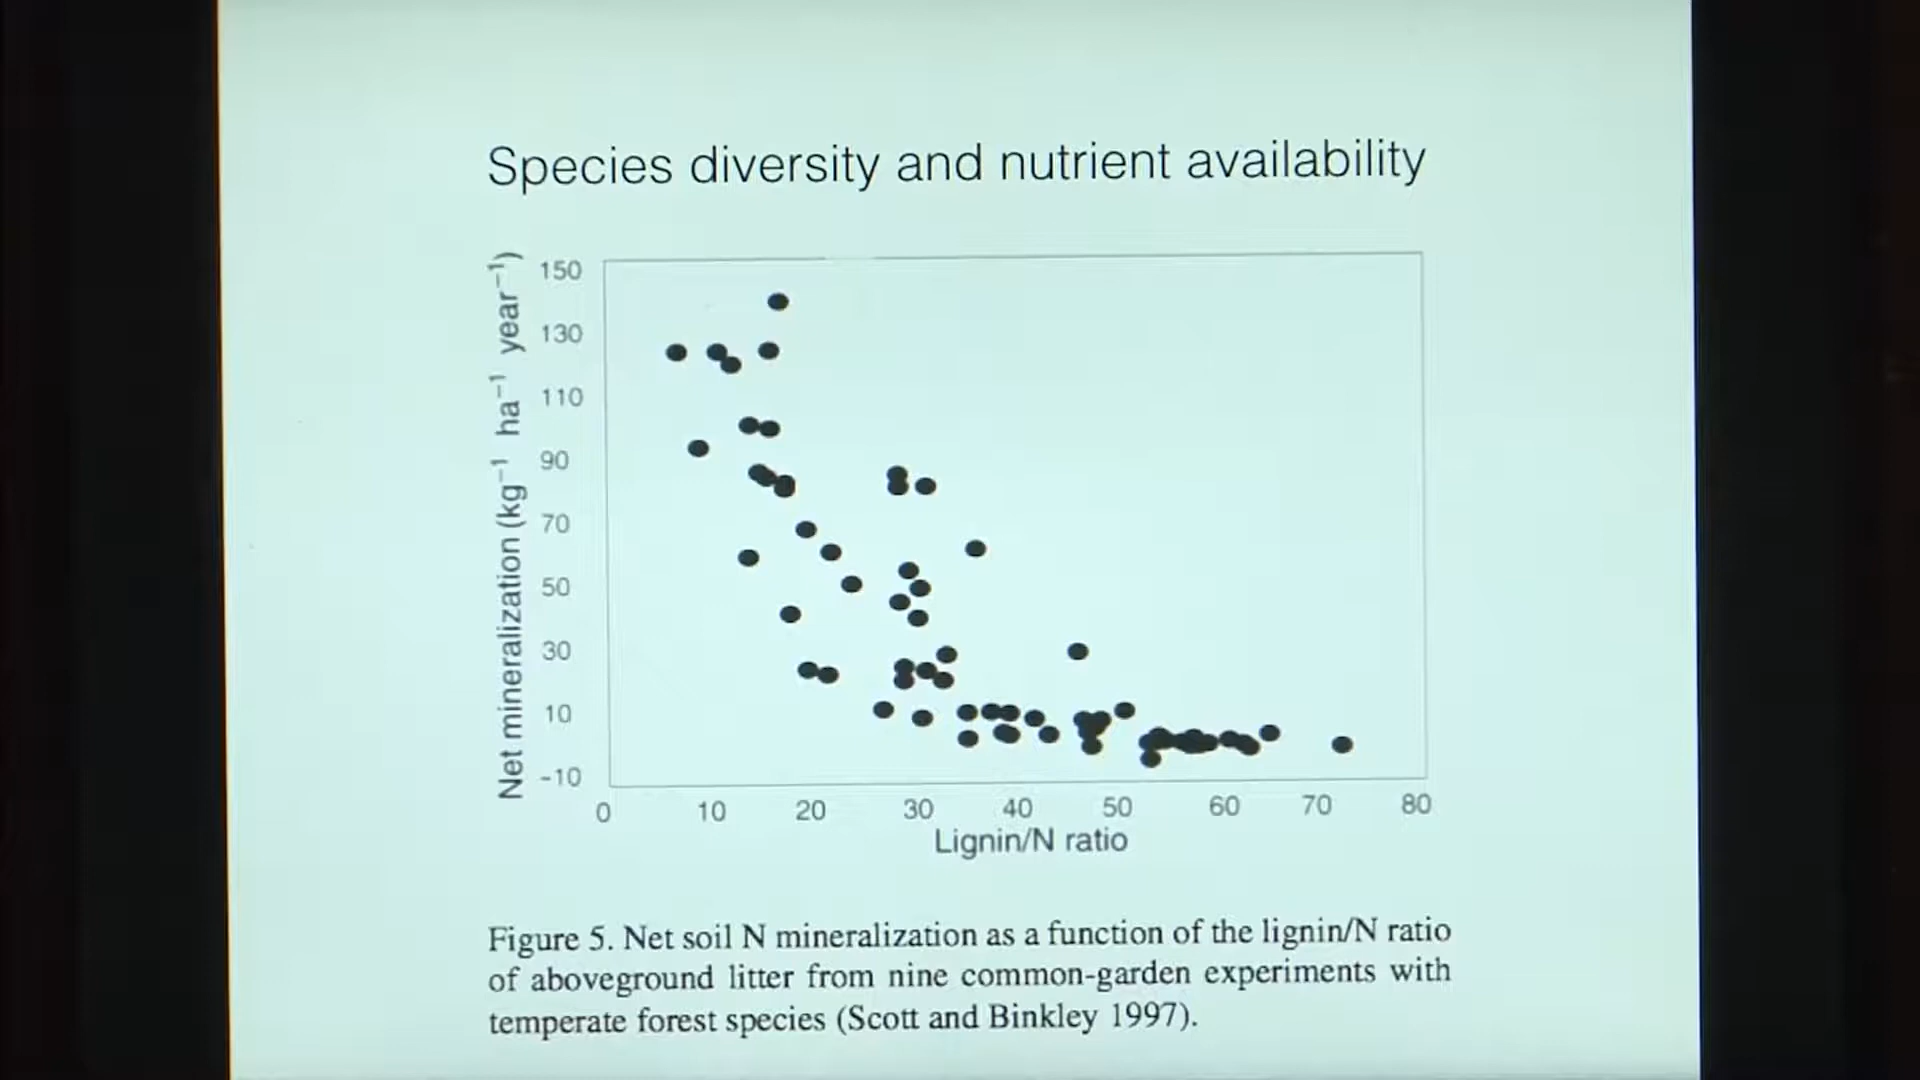 Species diversity and nutrient availability
Net mineralization (kg⁻¹ ha⁻¹ year⁻¹)
150
130
110
90
70
50
30
10
-10
0 10 20 30 40 50 60 70 80
Lignin/N ratio
Figure 5. Net soil N mineralization as a function of the lignin/N ratio
of aboveground litter from nine common-garden experiments with
temperate forest species (Scott and Binkley 1997).